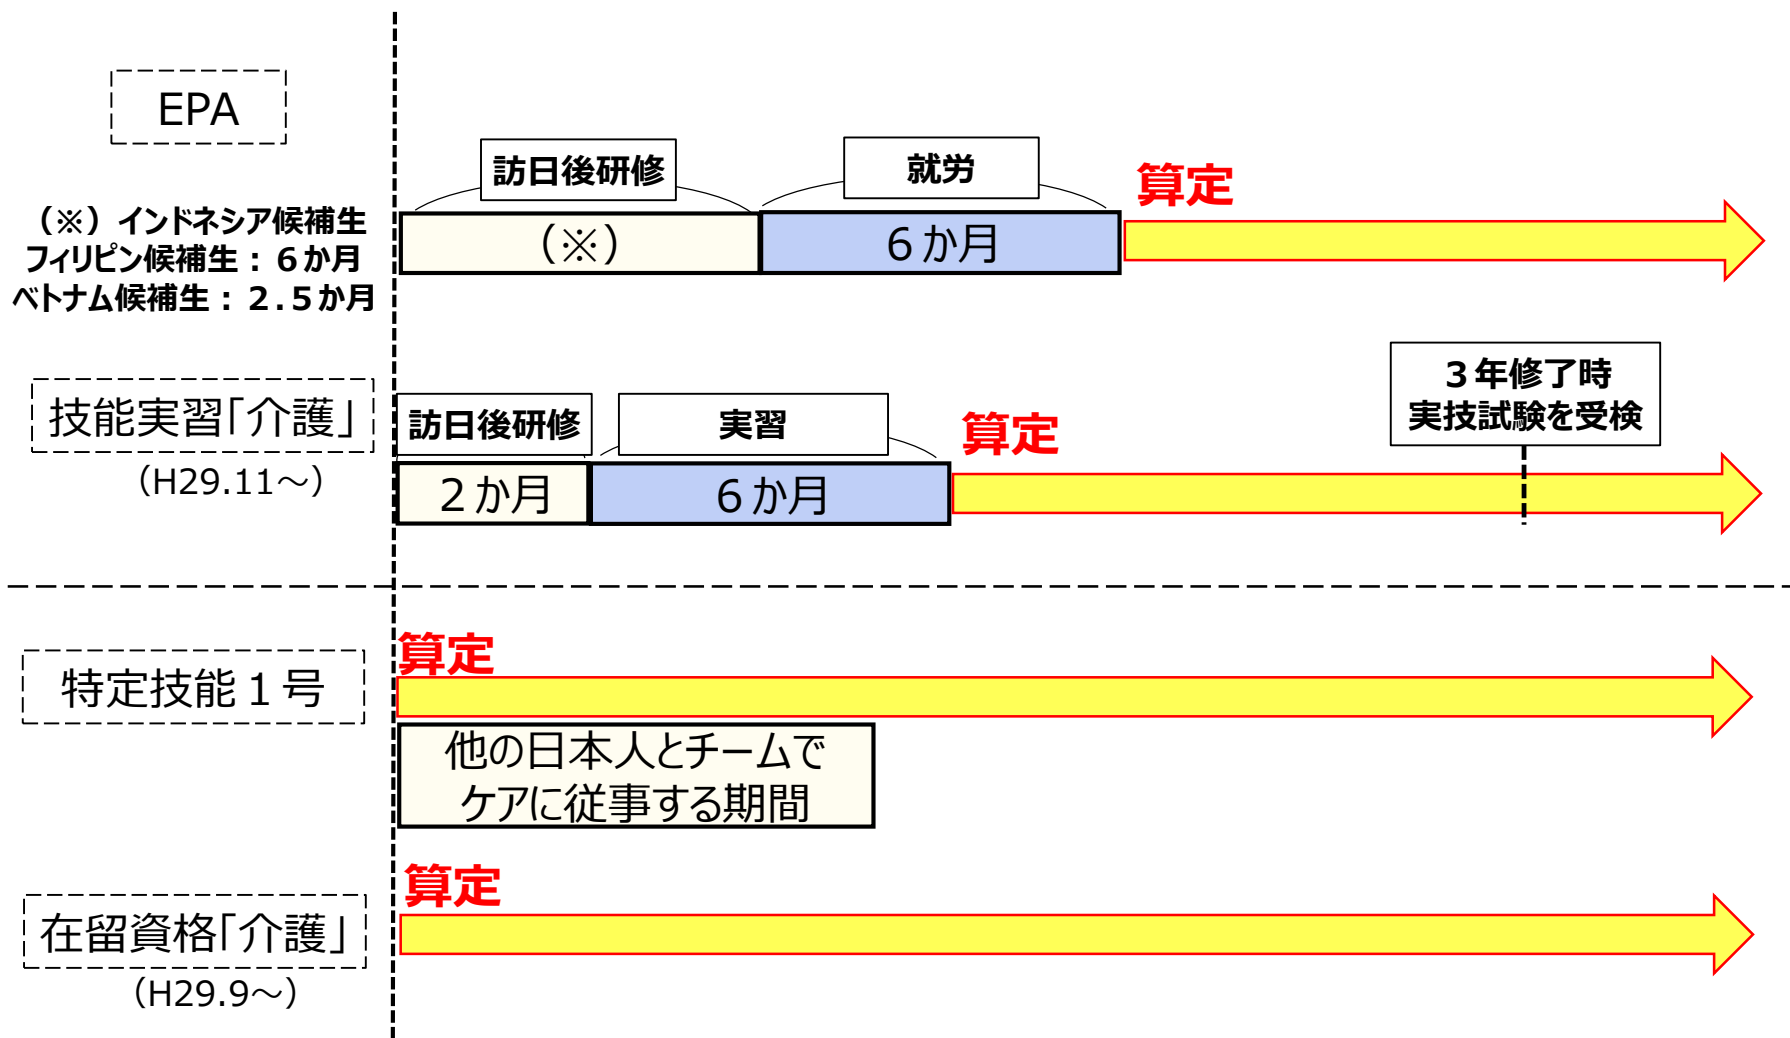 EPA
（※）インドネシア候補生
フィリピン候補生：６か月
ベトナム候補生：２.５か月
訪日後研修
就労
算定
（※）
６か月
技能実習「介護」
（H29.11～）
訪日後研修
実習
算定
３年修了時
実技試験を受検
２か月
６か月
特定技能１号
算定
他の日本人とチームで
ケアに従事する期間
在留資格「介護」
（H29.9～）
算定